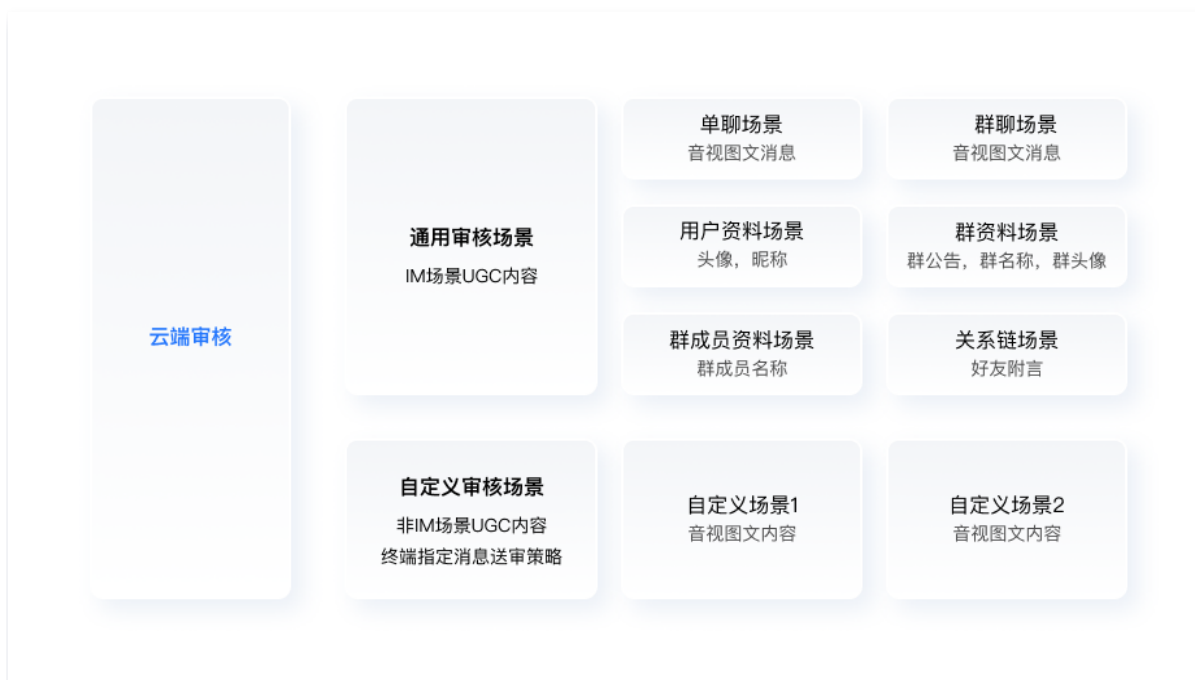 云端审核
通用审核场景
IM场景UGC内容
单聊场景
音视图文消息
群聊场景
音视图文消息
用户资料场景
头像，昵称
群资料场景
群公告，群名称，群头像
群成员资料场景
群成员名称
关系链场景
好友附言
自定义审核场景
非IM场景UGC内容
终端指定消息送审策略
自定义场景1
音视图文内容
自定义场景2
音视图文内容